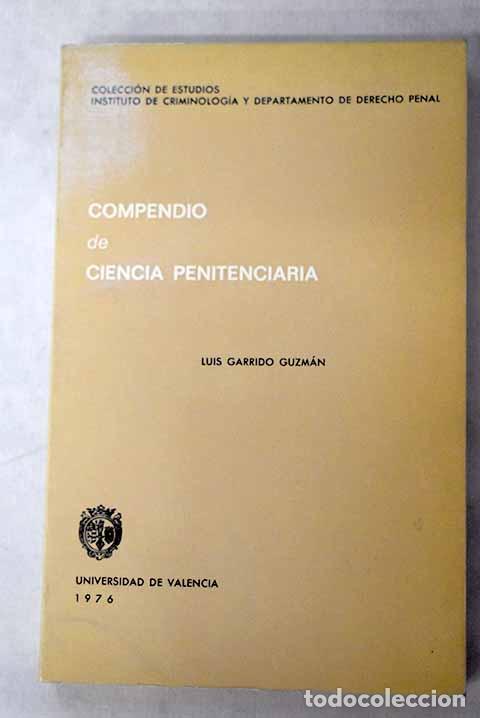 COLECCIÓN DE ESTUDIOS
INSTITUTO DE CRIMINOLOGÍA Y DEPARTAMENTO DE DERECHO PENAL
COMPENDIO
de
CIENCIA PENITENCIARIA
LUIS GARRIDO GUZMÁN
UNIVERSIDAD DE VALENCIA
1976
todocoleccion